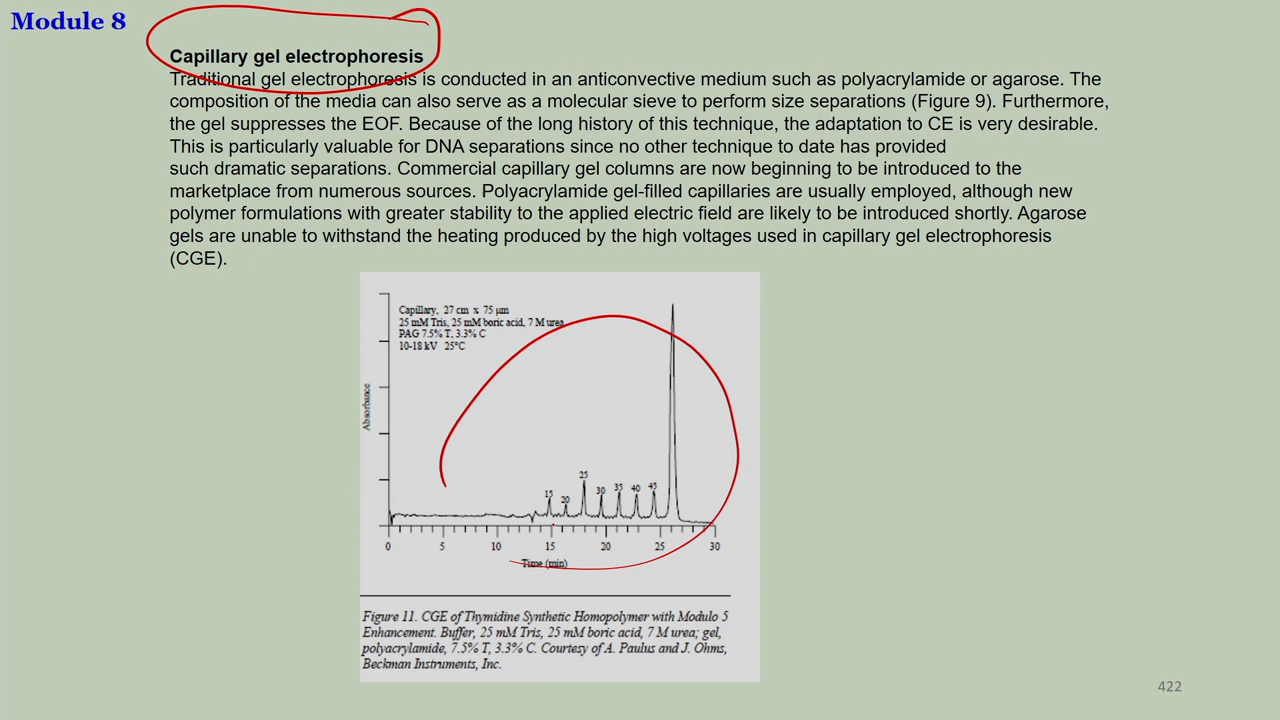 Module 8
Capillary gel electrophoresis
Traditional gel electrophoresis is conducted in an anticonvective medium such as polyacrylamide or agarose. The
composition of the media can also serve as a molecular sieve to perform size separations (Figure 9). Furthermore,
the gel suppresses the EOF. Because of the long history of this technique, the adaptation to CE is very desirable.
This is particularly valuable for DNA separations since no other technique to date has provided
such dramatic separations. Commercial capillary gel columns are now beginning to be introduced to the
marketplace from numerous sources. Polyacrylamide gel-filled capillaries are usually employed, although new
polymer formulations with greater stability to the applied electric field are likely to be introduced shortly. Agarose
gels are unable to withstand the heating produced by the high voltages used in capillary gel electrophoresis
(CGE).
Capillary, 27 cm x 75 µm
25 mM Tris, 25 mM boric acid, 7 M urea
PAG 7.5% T, 3.3% C
10-18 kV 25°C
Absorbance
15 20 25 30 35 40 45
0 5 10 15 20 25 30
Time (min)
Figure 11. CGE of Thymidine Synthetic Homopolymer with Modulo 5
Enhancement. Buffer, 25 mM Tris, 25 mM boric acid, 7 M urea; gel,
polyacrylamide, 7.5% T, 3.3% C. Courtesy of A. Paulus and J. Ohms,
Beckman Instruments, Inc.
422